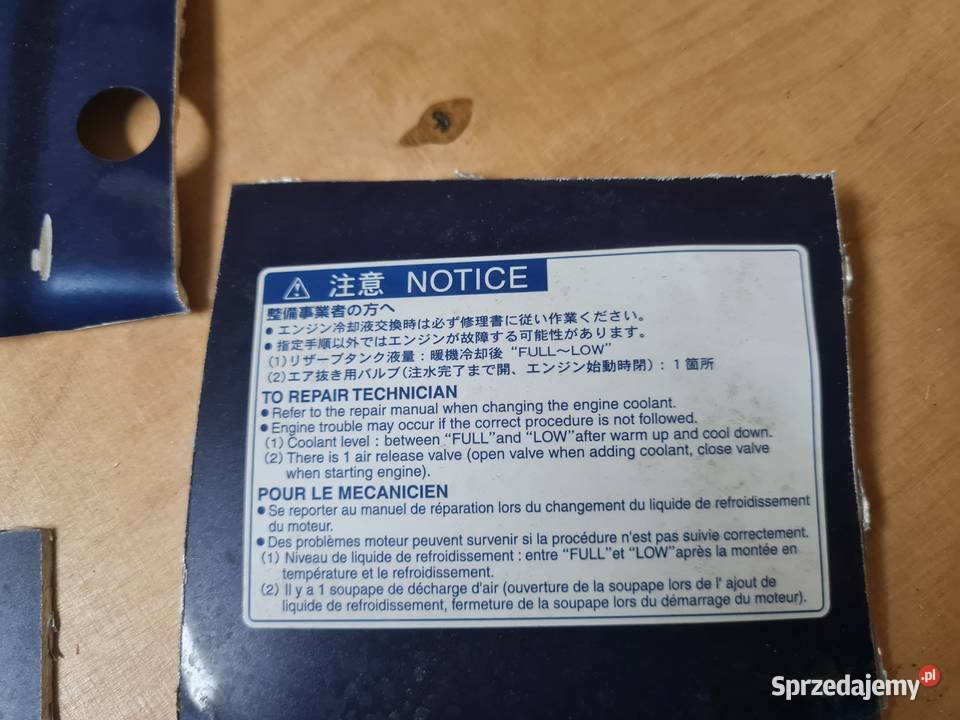 注意 NOTICE
整備事業者の方へ
● エンジン冷却液交換時は必ず修理書に従い作業ください。
● 指定手順以外ではエンジンが故障する可能性があります。
(1) リザーブタンク液量：暖機冷却後 “FULL～LOW”
(2) エア抜き用バルブ(注水完了まで開、エンジン始動時閉)：１箇所
TO REPAIR TECHNICIAN
● Refer to the repair manual when changing the engine coolant.
● Engine trouble may occur if the correct procedure is not followed.
(1) Coolant level : between “FULL”and “LOW”after warm up and cool down.
(2) There is 1 air release valve (open valve when adding coolant, close valve
when starting engine).
POUR LE MECANICIEN
● Se reporter au manuel de réparation lors du changement du liquide de refroidissement
du moteur.
● Des problèmes moteur peuvent survenir si la procédure n'est pas suivie correctement.
(1) Niveau de liquide de refroidissement : entre “FULL”et “LOW”après la montée en
température et le refroidissement.
(2) Il y a 1 soupape de décharge d'air (ouverture de la soupape lors de l' ajout de
liquide de refroidissement, fermeture de la soupape lors du démarrage du moteur).
Sprzedajemy.pl